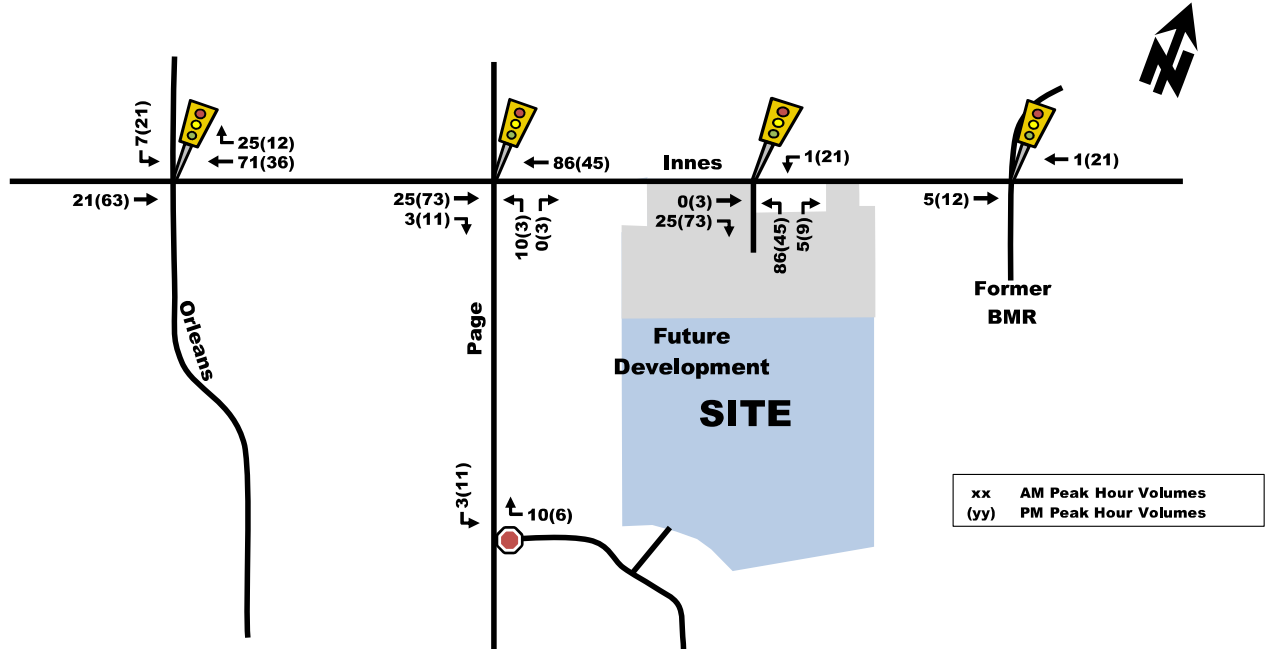 7(21)
25(12)
71(36)
21(63)
86(45)
25(73)
3(11)
10(3)
0(3)
Innes
1(21)
0(3)
25(73)
86(45)
5(9)
1(21)
5(12)
Former
BMR
Orleans
Page
Future
Development
SITE
3(11)
10(6)
xx AM Peak Hour Volumes
(yy) PM Peak Hour Volumes
N